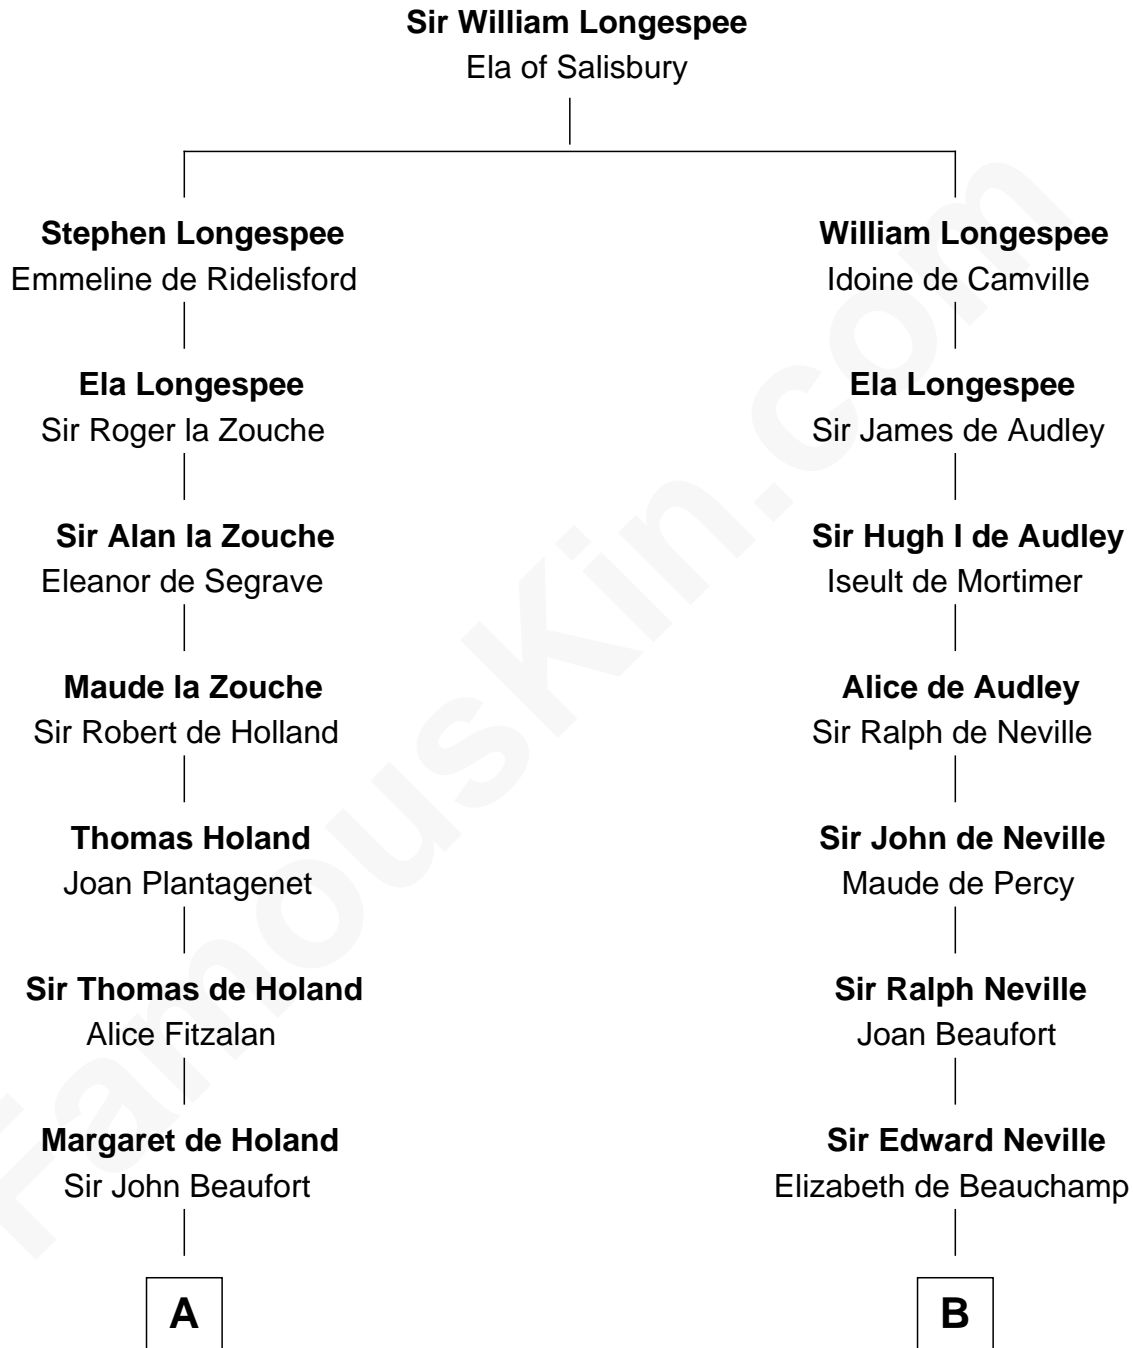 Sir William Longespee
Ela of Salisbury
Stephen Longespee
Emmeline de Ridelisford
William Longespee
Idoine de Camville
Ela Longespee
Sir Roger la Zouche
Ela Longespee
Sir James de Audley
Sir Alan la Zouche
Eleanor de Segrave
Sir Hugh I de Audley
Iseult de Mortimer
Maude la Zouche
Sir Robert de Holland
Alice de Audley
Sir Ralph de Neville
Thomas Holand
Joan Plantagenet
Sir John de Neville
Maude de Percy
Sir Thomas de Holand
Alice Fitzalan
Sir Ralph Neville
Joan Beaufort
Margaret de Holand
Sir John Beaufort
Sir Edward Neville
Elizabeth de Beauchamp
A
B
FamousKin.com